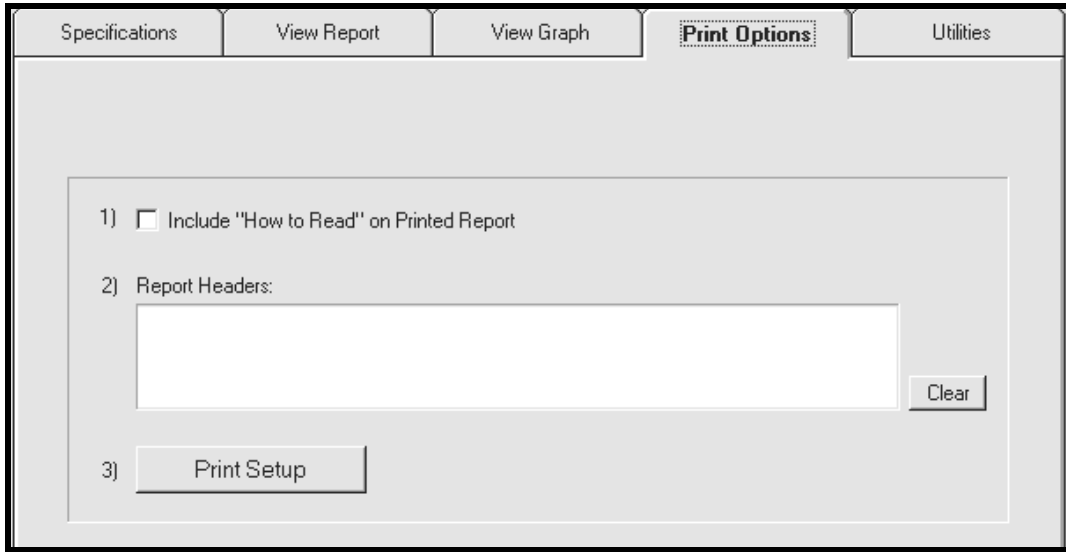 Specifications View Report View Graph Print Options Utilities
1) Include "How to Read" on Printed Report
2) Report Headers:
Clear
3) Print Setup